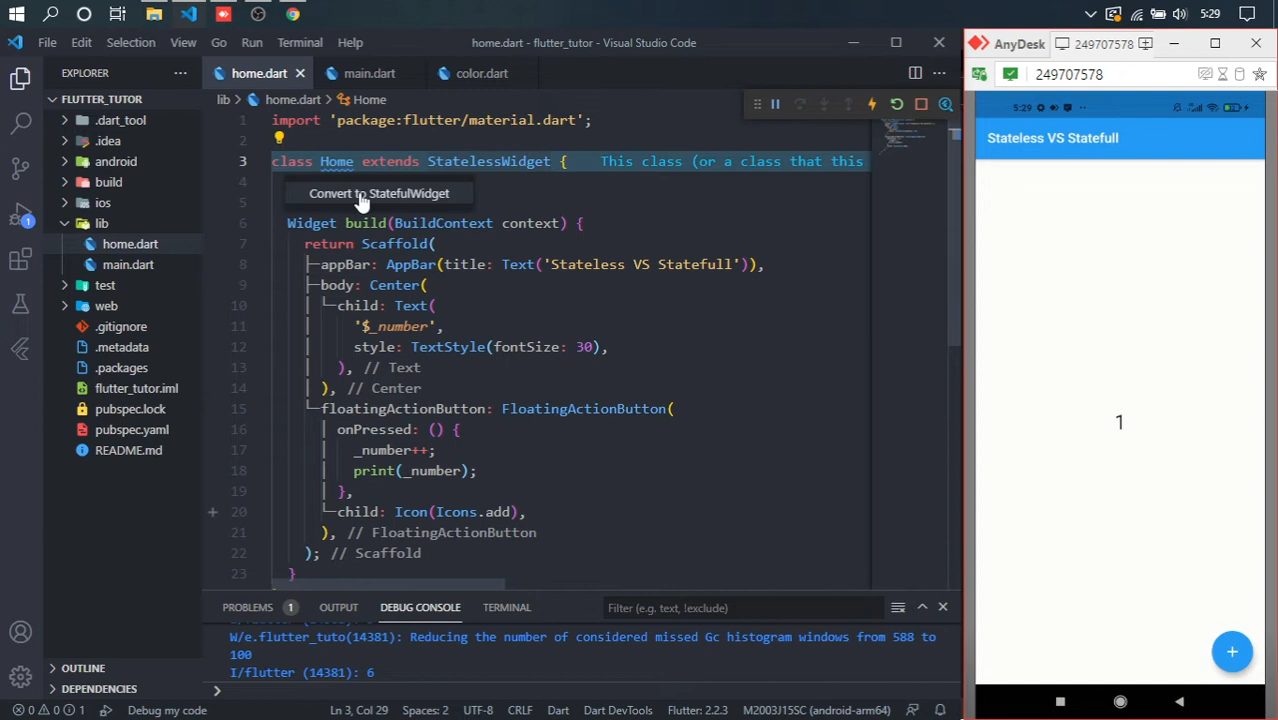 5:29
File Edit Selection View Go Run Terminal Help
home.dart - flutter_tutor - Visual Studio Code
EXPLORER
FLUTTER_TUTOR
.dart_tool
.idea
android
build
ios
lib
home.dart
main.dart
test
web
.gitignore
.metadata
.packages
flutter_tutor.iml
pubspec.lock
pubspec.yaml
README.md
OUTLINE
DEPENDENCIES
home.dart main.dart color.dart
lib > home.dart > Home
1 import 'package:flutter/material.dart';
2
3 class Home extends StatelessWidget { This class (or a class that this
4
Convert to StatefulWidget
5
6 Widget build(BuildContext context) {
7 return Scaffold(
8 appBar: AppBar(title: Text('Stateless VS Statefull')),
9 body: Center(
10 child: Text(
11 '$_number',
12 style: TextStyle(fontSize: 30),
13 ), // Text
14 ), // Center
15 floatingActionButton: FloatingActionButton(
16 onPressed: () {
17 _number++;
18 print(_number);
19 },
20 child: Icon(Icons.add),
21 ), // FloatingActionButton
22 ); // Scaffold
23 }
PROBLEMS 1 OUTPUT DEBUG CONSOLE TERMINAL Filter (e.g. text, !exclude)
W/e.flutter_tuto(14381): Reducing the number of considered missed Gc histogram windows from 588 to
100
I/flutter (14381): 6
0 0 1 Debug my code Ln 3, Col 29 Spaces: 2 UTF-8 CRLF Dart Dart DevTools Flutter: 2.2.3 M2003J15SC (android-arm64)
1
AnyDesk 249707578
249707578
5:29
Stateless VS Statefull
1
+